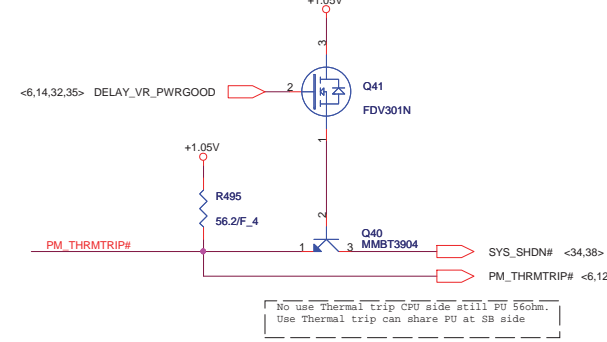 +1.05V
3
<6,14,32,35> DELAY_VR_PWRGOOD
2
Q41
FDV301N
1
+1.05V
R495
56.2/F_4
2
Q40
MMBT3904
PM_THRMTRIP#
1
3
SYS_SHDN# <34,38>
PM_THRMTRIP# <6,12
No use Thermal trip CPU side still PU 56ohm.
Use Thermal trip can share PU at SB side